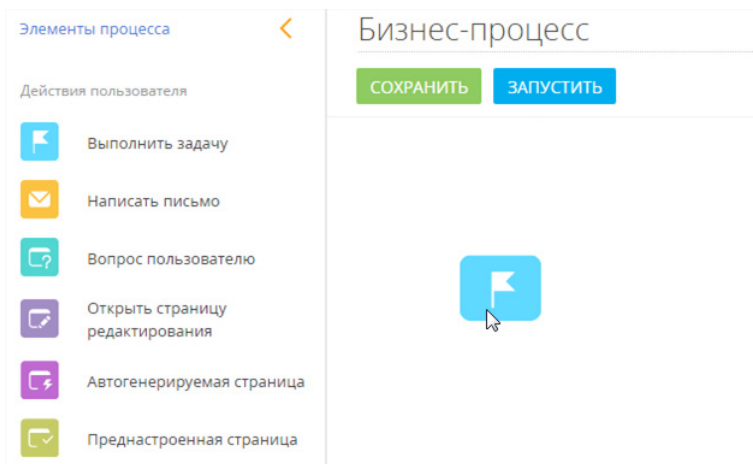 Элементы процесса
Бизнес-процесс
СОХРАНИТЬ
ЗАПУСТИТЬ
Действия пользователя
Выполнить задачу
Написать письмо
Вопрос пользователю
Открыть страницу
редактирования
Автогенерируемая страница
Преднастроенная страница